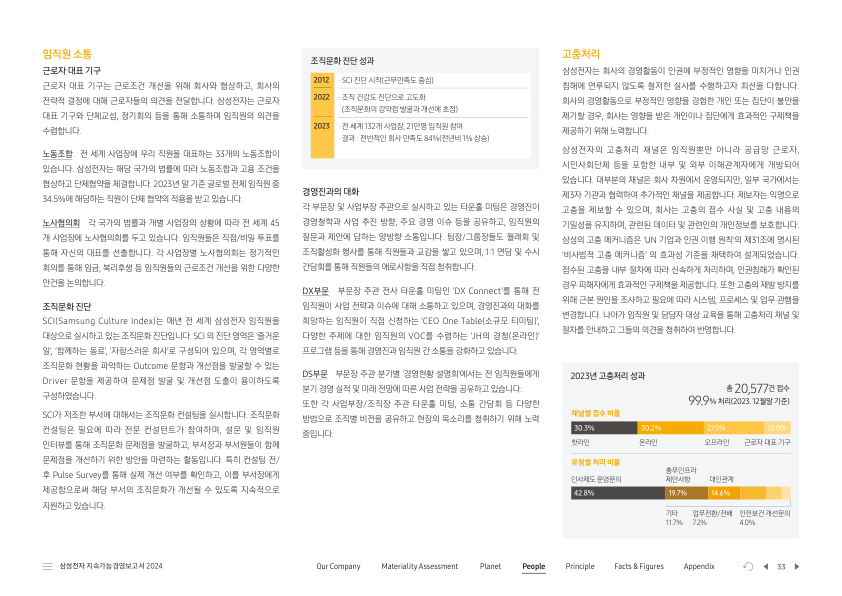 임직원 소통
근로자 대표 기구
근로자 대표 기구는 근로조건 개선을 위해 회사와 협상하고, 회사의
전략적 결정에 대해 근로자들의 의견을 전달합니다. 삼성전자는 근로자
대표 기구와 단체교섭, 정기회의 등을 통해 소통하며 임직원의 의견을
수렴합니다.
노동조합 전 세계 사업장에 우리 직원을 대표하는 33개의 노동조합이
있습니다. 삼성전자는 해당 국가의 법률에 따라 노동조합과 고용 조건을
협상하고 단체협약을 체결합니다. 2023년 말 기준 글로벌 전체 임직원 중
34.5%에 해당하는 직원이 단체 협약의 적용을 받고 있습니다.
노사협의회 각 국가의 법률과 개별 사업장의 상황에 따라 전 세계 45
개 사업장에 노사협의회를 두고 있습니다. 임직원들은 직접/비밀 투표를
통해 자신의 대표를 선출합니다. 각 사업장별 노사협의회는 정기적인
회의를 통해 임금, 복리후생 등 임직원들의 근로조건 개선을 위한 다양한
안건을 논의합니다.
조직문화 진단
SCI(Samsung Culture Index)는 매년 전 세계 삼성전자 임직원을
대상으로 실시하고 있는 조직문화 진단입니다. SCI 의 진단 영역은 '즐거운
일', '함께하는 동료', '자랑스러운 회사'로 구성되어 있으며, 각 영역별로
조직문화 현황을 파악하는 Outcome 문항과 개선점을 발굴할 수 있는
Driver 문항을 제공하여 문제점 발굴 및 개선점 도출이 용이하도록
구성하였습니다.
SCI가 저조한 부서에 대해서는 조직문화 컨설팅을 실시합니다. 조직문화
컨설팅은 필요에 따라 전문 컨설턴트가 참여하며, 설문 및 임직원
인터뷰를 통해 조직문화 문제점을 발굴하고, 부서장과 부서원들이 함께
문제점을 개선하기 위한 방안을 마련하는 활동입니다. 특히 컨설팅 전/
후 Pulse Survey를 통해 실제 개선 여부를 확인하고, 이를 부서장에게
제공함으로써 해당 부서의 조직문화가 개선될 수 있도록 지속적으로
지원하고 있습니다.
조직문화 진단 성과
2012 · SCI 진단 시작(근무만족도 중심)
2022 · 조직 건강도 진단으로 고도화
(조직문화의 강약점 발굴과 개선에 초점)
2023 · 전 세계 132개 사업장, 21만명 임직원 참여
· 결과 : 전반적인 회사 만족도 84%(전년비 1% 상승)
경영진과의 대화
각 부문장 및 사업부장 주관으로 실시하고 있는 타운홀 미팅은 경영진이
경영철학과 사업 추진 방향, 주요 경영 이슈 등을 공유하고, 임직원의
질문과 제안에 답하는 양방향 소통입니다. 팀장/그룹장들도 월례회 및
조직활성화 행사를 통해 직원들과 교감을 쌓고 있으며, 1:1 면담 및 수시
간담회를 통해 직원들의 애로사항을 직접 청취합니다.
DX부문 부문장 주관 전사 타운홀 미팅인 'DX Connect'를 통해 전
임직원이 사업 전략과 이슈에 대해 소통하고 있으며, 경영진과의 대화를
희망하는 임직원이 직접 신청하는 'CEO One Table(소규모 티미팅)',
다양한 주제에 대한 임직원의 VOC를 수렴하는 'JH의 경청(온라인)'
프로그램 등을 통해 경영진과 임직원 간 소통을 강화하고 있습니다.
DS부문 부문장 주관 분기별 '경영현황 설명회'에서는 전 임직원들에게
분기 경영 실적 및 미래 전망에 따른 사업 전략을 공유하고 있습니다.
또한 각 사업부장/조직장 주관 타운홀 미팅, 소통 간담회 등 다양한
방법으로 조직별 비전을 공유하고 현장의 목소리를 청취하기 위해 노력
중입니다.
고충처리
삼성전자는 회사의 경영활동이 인권에 부정적인 영향을 미치거나 인권
침해에 연루되지 않도록 철저한 실사를 수행하고자 최선을 다합니다.
회사의 경영활동으로 부정적인 영향을 경험한 개인 또는 집단이 불만을
제기할 경우, 회사는 영향을 받은 개인이나 집단에게 효과적인 구제책을
제공하기 위해 노력합니다.
삼성전자의 고충처리 채널은 임직원뿐만 아니라 공급망 근로자,
시민사회단체 등을 포함한 내부 및 외부 이해관계자에게 개방되어
있습니다. 대부분의 채널은 회사 차원에서 운영되지만, 일부 국가에서는
제3자 기관과 협력하여 추가적인 채널을 제공합니다. 제보자는 익명으로
고충을 제보할 수 있으며, 회사는 고충의 접수 사실 및 고충 내용의
기밀성을 유지하며, 관련된 데이터 및 관련인의 개인정보를 보호합니다.
삼성의 고충 메커니즘은 'UN 기업과 인권 이행 원칙'의 제31조에 명시된
'비사법적 고충 메커니즘' 의 효과성 기준을 채택하여 설계되었습니다.
접수된 고충을 내부 절차에 따라 신속하게 처리하며, 인권침해가 확인된
경우 피해자에게 효과적인 구제책을 제공합니다. 또한 고충의 재발 방지를
위해 근본 원인을 조사하고 필요에 따라 시스템, 프로세스 및 업무 관행을
변경합니다. 나아가 임직원 및 담당자 대상 교육을 통해 고충처리 채널 및
절차를 안내하고 그들의 의견을 청취하여 반영합니다.
2023년 고충처리 성과
총 20,577건 접수
99.9% 처리(2023. 12월말 기준)
채널별 접수 비율
30.3% 30.2% 27.5% 12.0%
핫라인 온라인 오프라인 근로자 대표 기구
유형별 처리 비율
인사제도 운영문의 총무인프라 제안사항 대인관계
42.8% 19.7% 14.6%
기타 업무전환/전배 안전보건 개선문의
11.7% 7.2% 4.0%
삼성전자 지속가능경영보고서 2024 Our Company Materiality Assessment Planet People Principle Facts & Figures Appendix 33